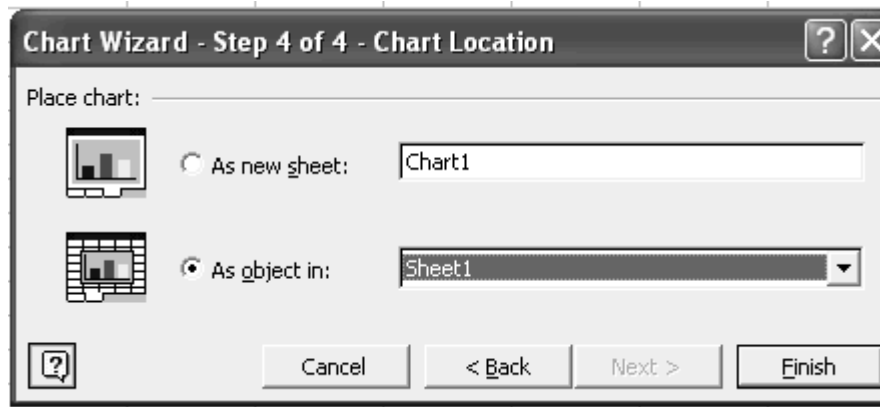 Chart Wizard - Step 4 of 4 - Chart Location
Place chart:
As new sheet: Chart1
As object in: Sheet1
Cancel < Back Next > Finish